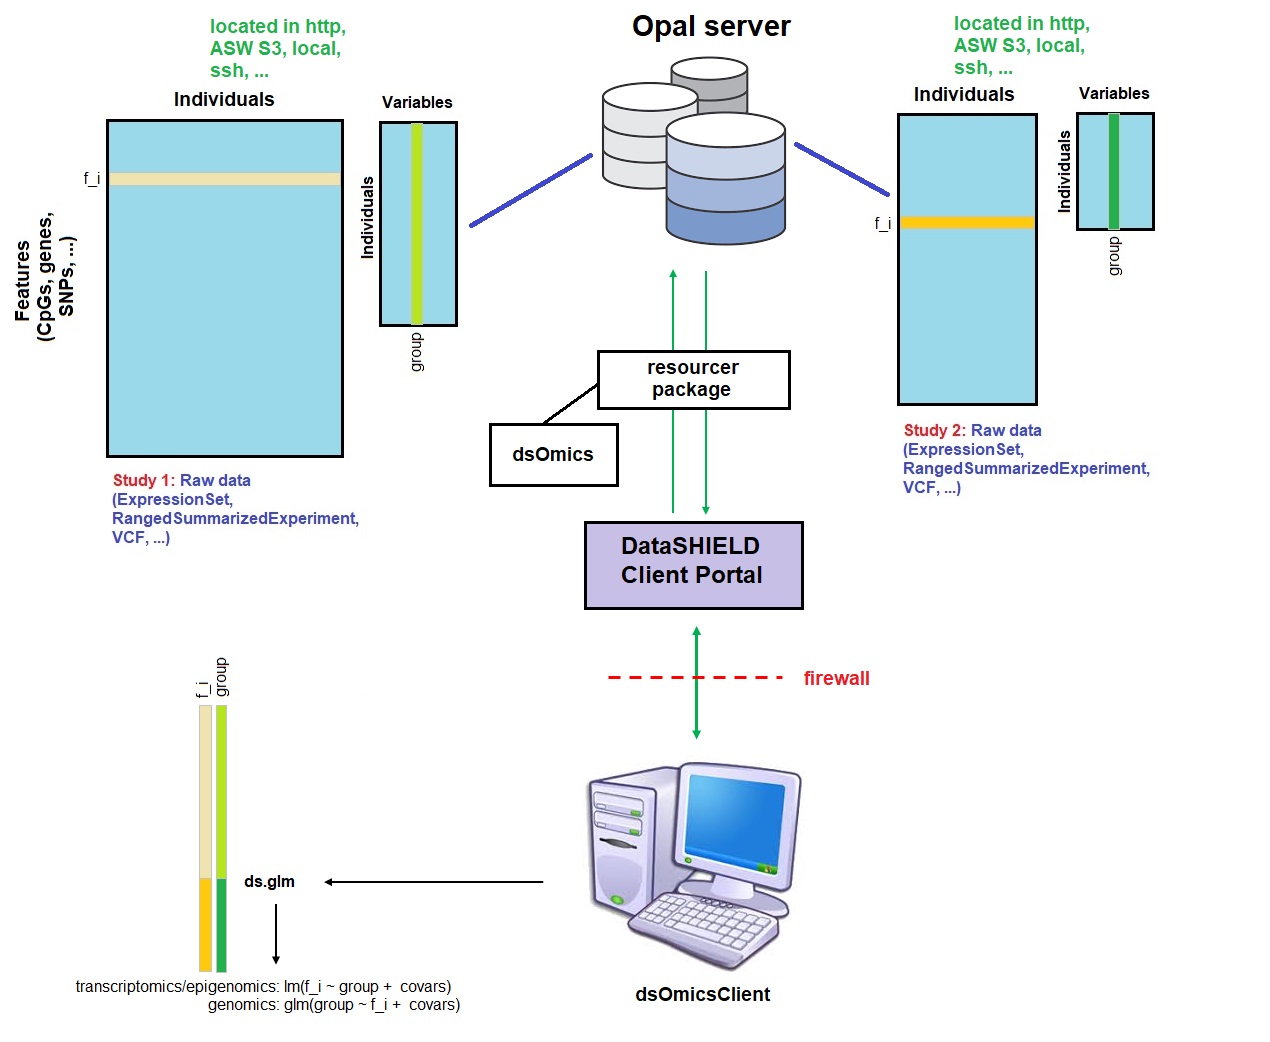 located in http,
ASW S3, local,
ssh, ...
Individuals
Variables
f_i
Features
(CpGs, genes,
SNPs, ...)
Individuals
group
Study 1: Raw data
(ExpressionSet,
RangedSummarizedExperiment,
VCF, ...)
Opal server
located in http,
ASW S3, local,
ssh, ...
Individuals
Variables
f_i
Individuals
group
Study 2: Raw data
(ExpressionSet,
RangedSummarizedExperiment,
VCF, ...)
resourcer
package
dsOmics
DataSHIELD
Client Portal
firewall
f_i
group
ds.glm
transcriptomics/epigenomics: lm(f_i ~ group + covars)
genomics: glm(group ~ f_i + covars)
dsOmicsClient